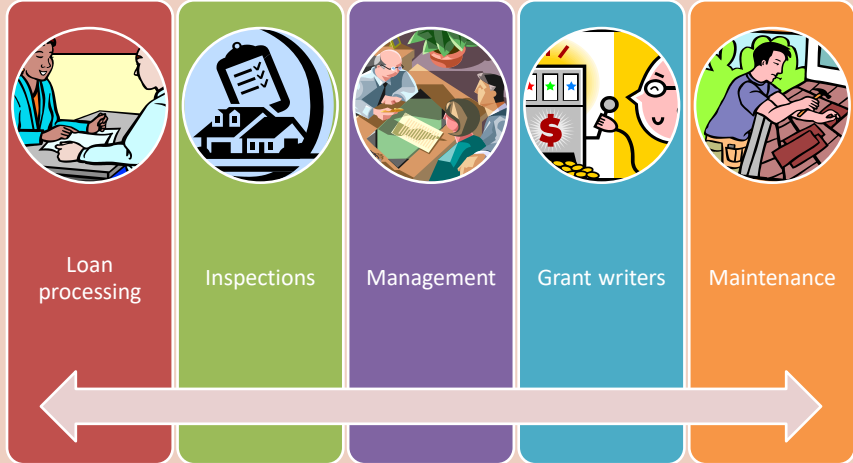 Loan
processing
Inspections
Management
Grant writers
Maintenance
$